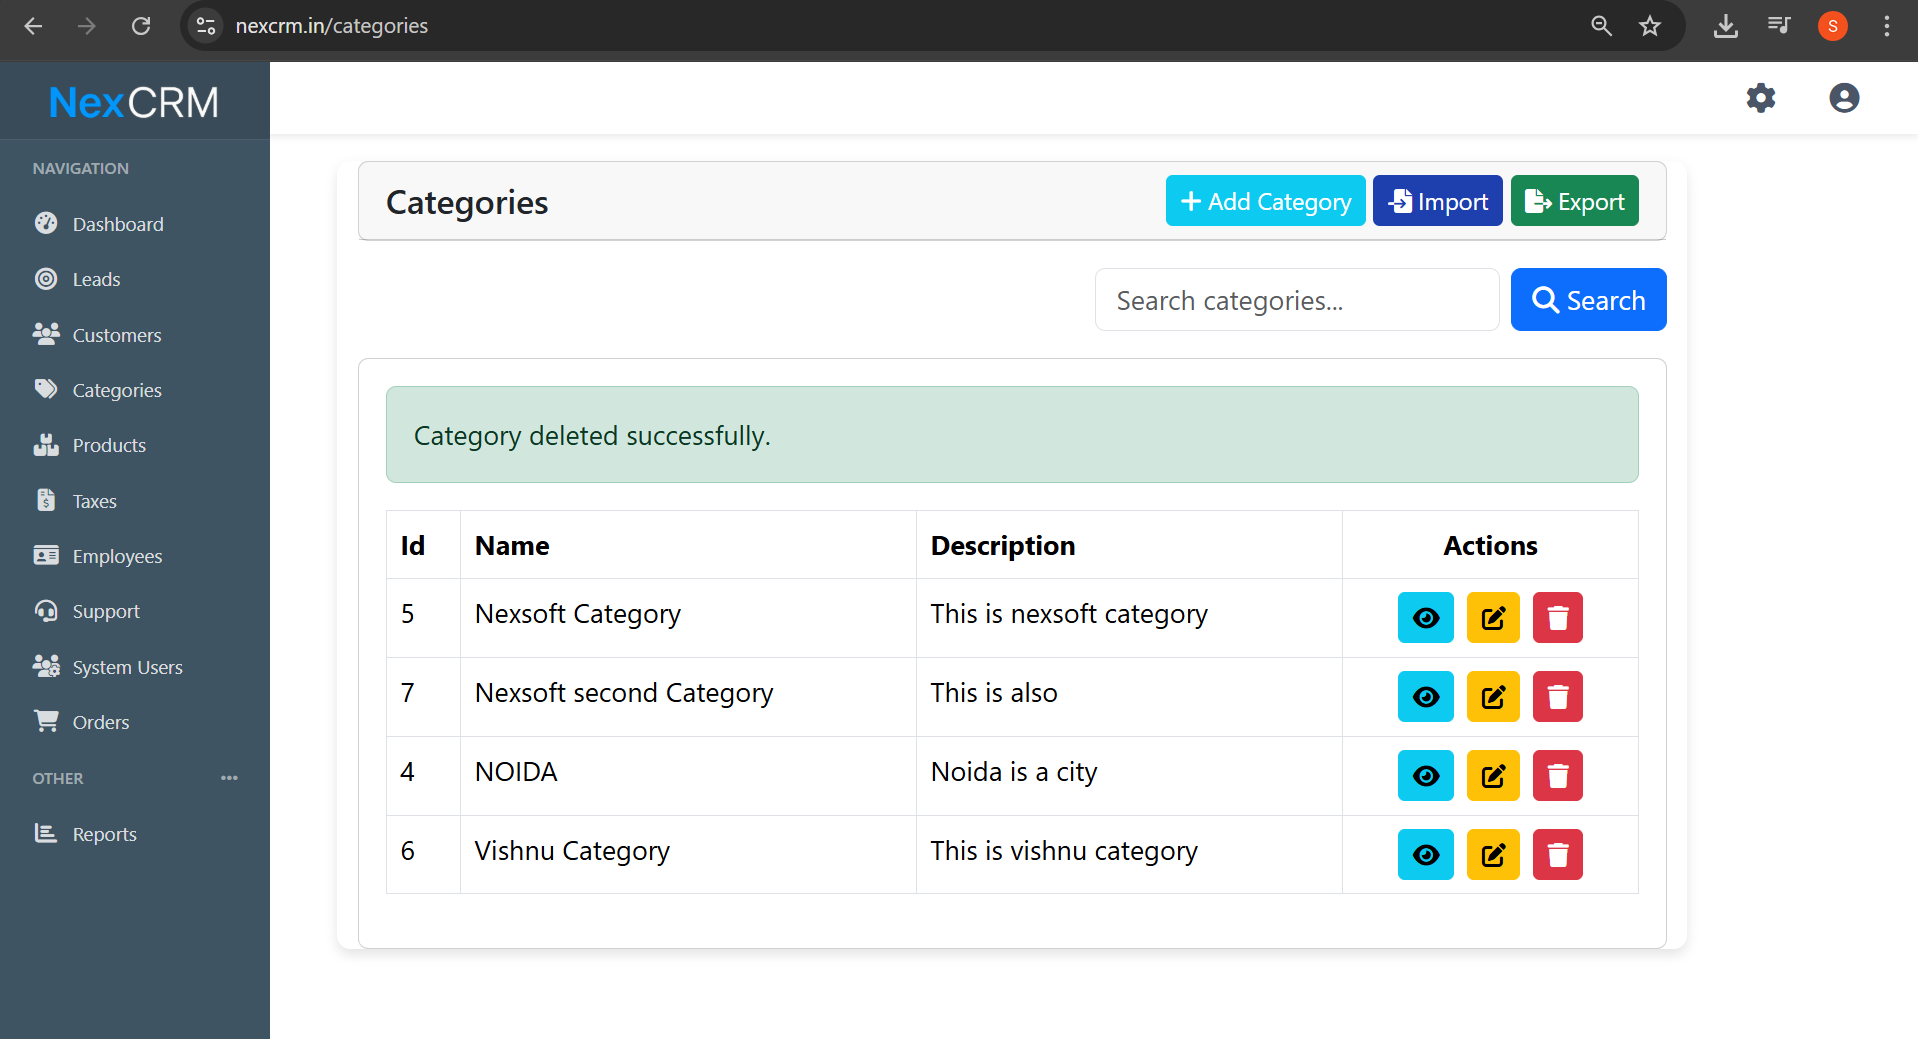 nexcrm.in/categories
S
NexCRM
NAVIGATION
Dashboard
Leads
Customers
Categories
Products
Taxes
Employees
Support
System Users
Orders
OTHER
Reports
Categories
Add Category
Import
Export
Search categories...
Search
Category deleted successfully.
Id Name Description Actions
5 Nexsoft Category This is nexsoft category
7 Nexsoft second Category This is also
4 NOIDA Noida is a city
6 Vishnu Category This is vishnu category